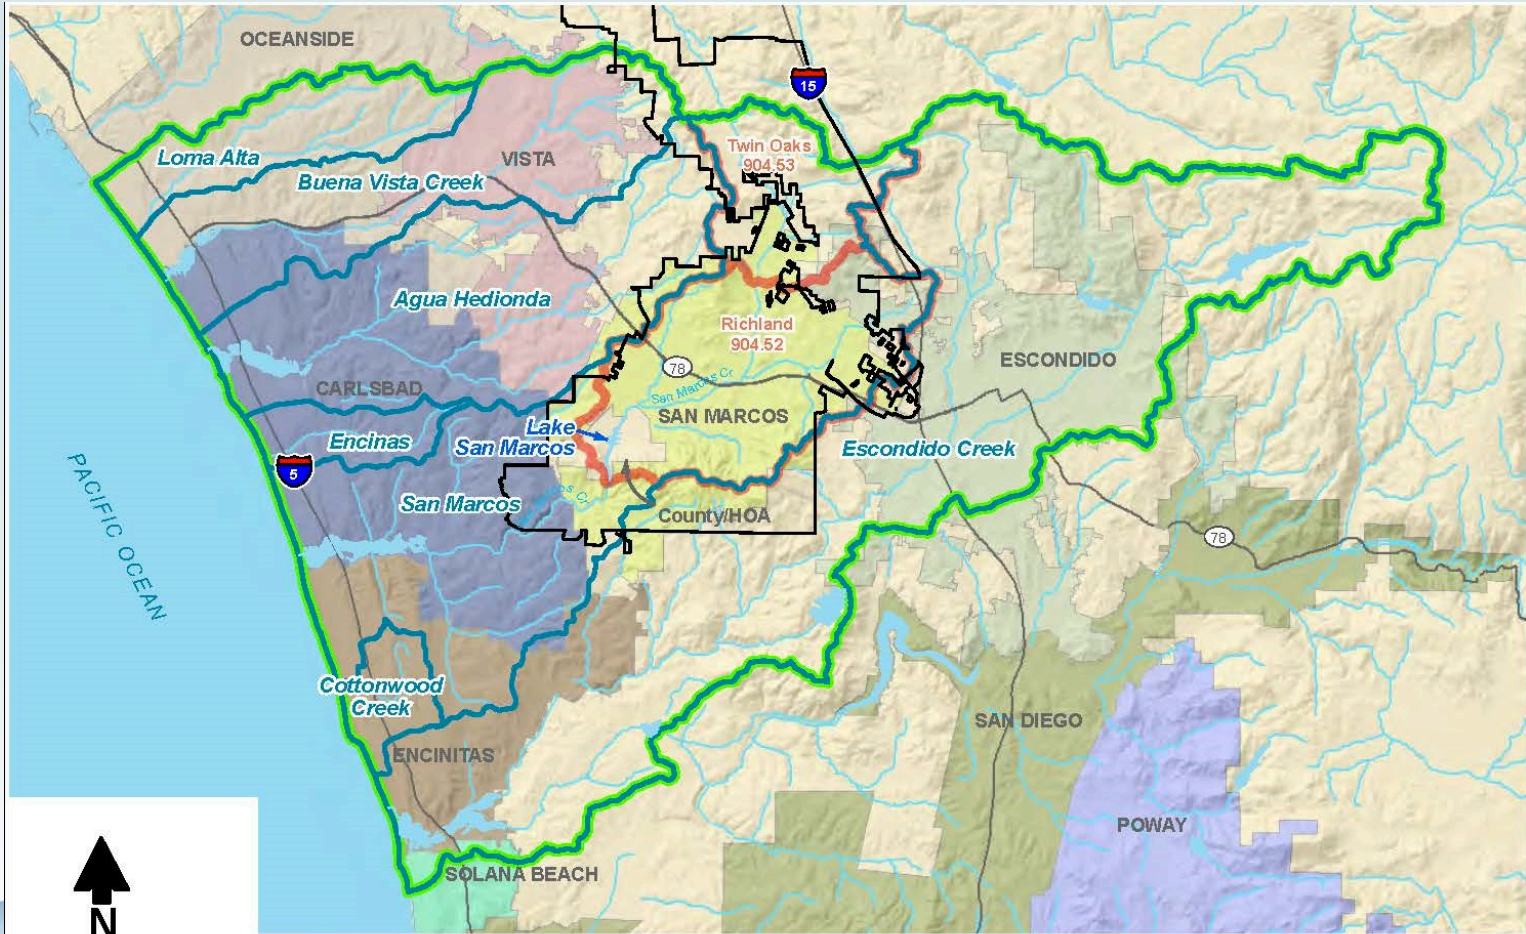 OCEANSIDE
15
Twin Oaks
904.53
Loma Alta
VISTA
Buena Vista Creek
Agua Hedionda
Richland
904.52
78
ESCONDIDO
San Marcos Cr
CARLSBAD
SAN MARCOS
Lake
San Marcos
Encinas
Escondido Creek
5
San Marcos
County/HOA
PACIFIC OCEAN
78
Cottonwood
Creek
SAN DIEGO
ENCINITAS
POWAY
SOLANA BEACH
N